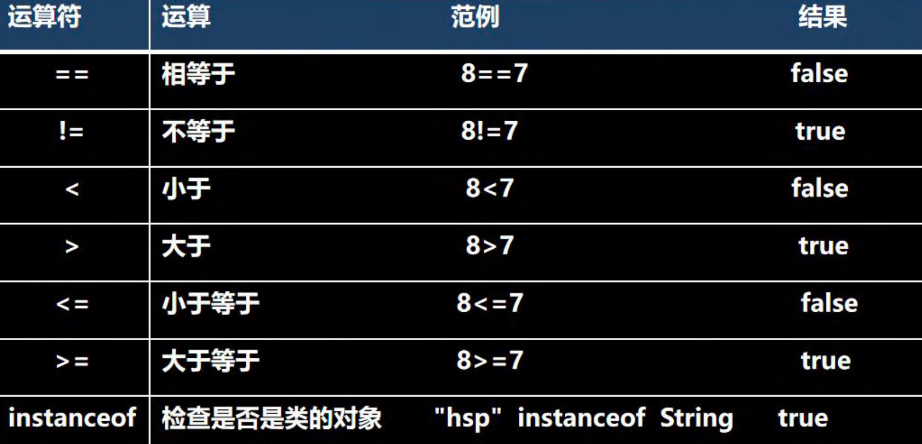 运算符 运算 范例 结果
== 相等于 8==7 false
!= 不等于 8!=7 true
< 小于 8<7 false
> 大于 8>7 true
<= 小于等于 8<=7 false
>= 大于等于 8>=7 true
instanceof 检查是否是类的对象 "hsp" instanceof String true